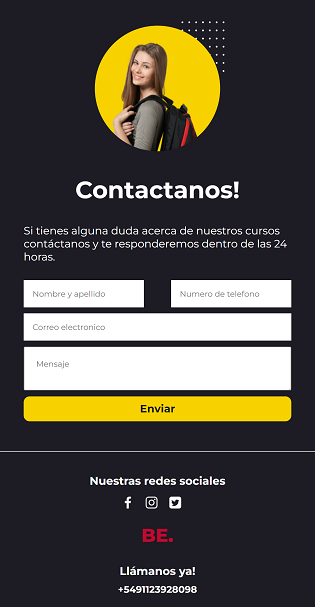 Contactanos!
Si tienes alguna duda acerca de nuestros cursos
contáctanos y te responderemos dentro de las 24
horas.
Nombre y apellido
Numero de telefono
Correo electronico
Mensaje
Enviar
Nuestras redes sociales
BE.
Llámanos ya!
+5491123928098